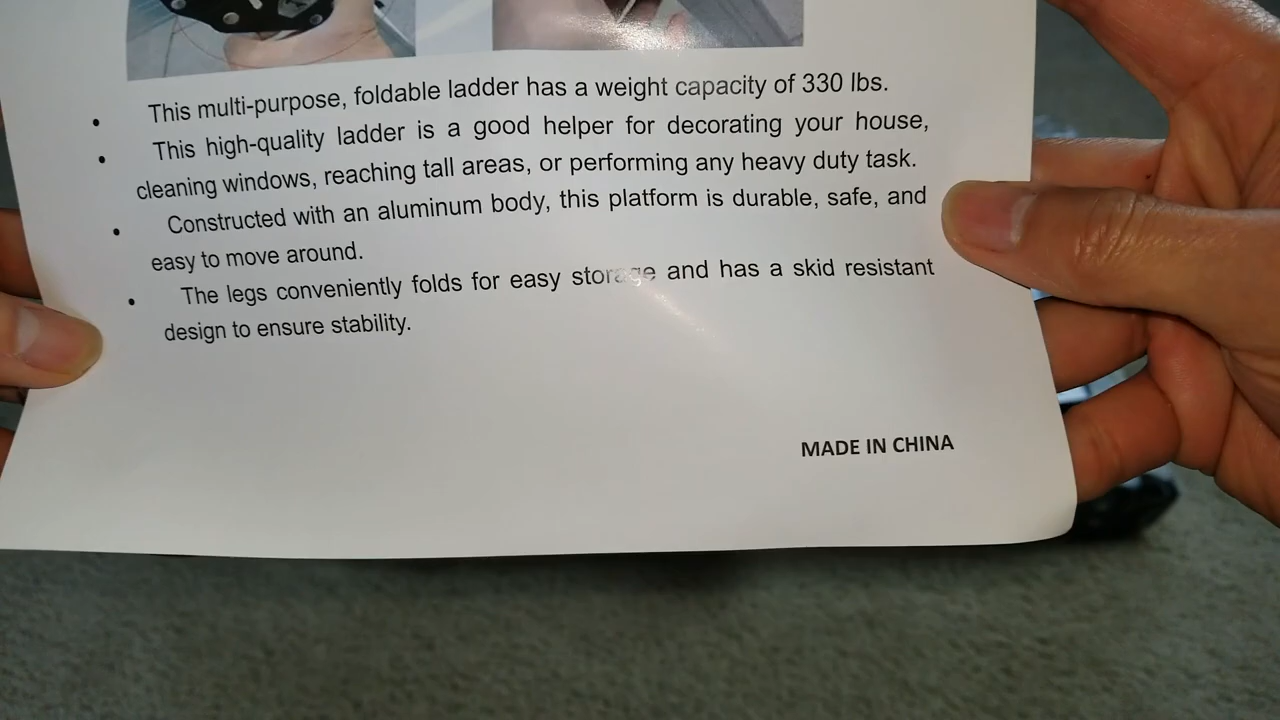 • This multi-purpose, foldable ladder has a weight capacity of 330 lbs.
• This high-quality ladder is a good helper for decorating your house,
cleaning windows, reaching tall areas, or performing any heavy duty task.
• Constructed with an aluminum body, this platform is durable, safe, and
easy to move around.
• The legs conveniently folds for easy storage and has a skid resistant
design to ensure stability.
MADE IN CHINA